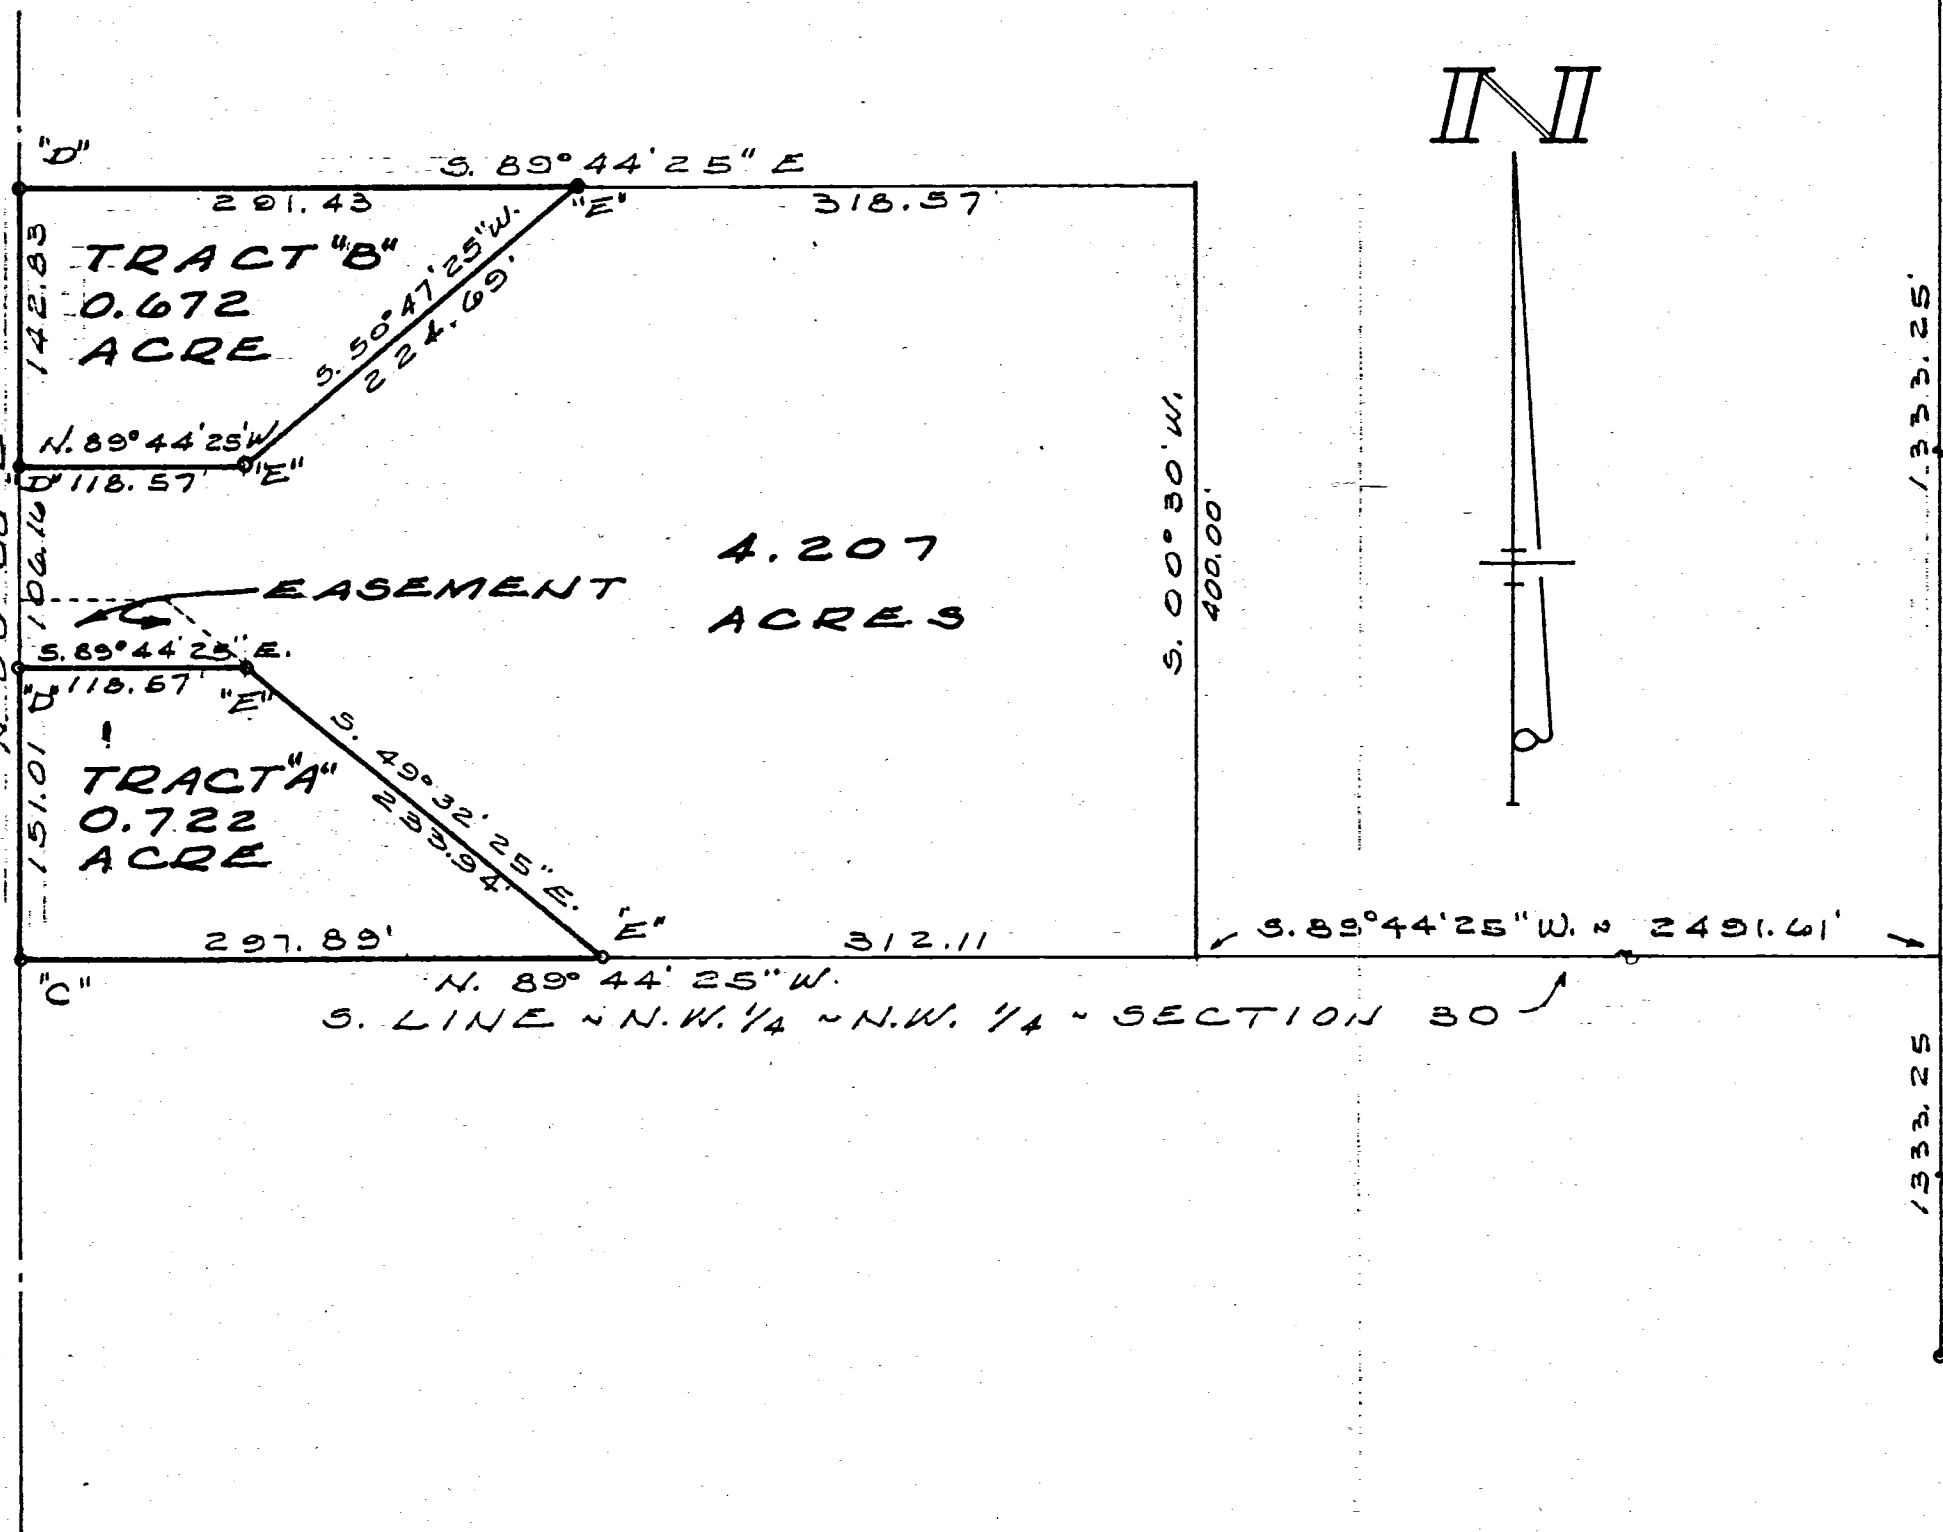 N
"D"
S. 89° 44' 25" E
291.43
"E"
318.57'
142.83
TRACT "B"
0.672
ACRE
S. 50° 47' 25" W.
224.69'
N. 89° 44' 25' W
"D" 118.57'
"E"
106.16
EASEMENT
4.207
ACRES
S. 00° 30' W.
400.00'
1333.25'
S. 89° 44' 25" E.
"D" 118.57'
"E"
151.01
TRACT "A"
0.722
ACRE
S. 49° 32' 25" E.
233.94'
297.89'
"E"
312.11
S. 89° 44' 25" W. ~ 2491.61'
"C"
N. 89° 44' 25" W.
S. LINE ~ N.W. 1/4 ~ N.W. 1/4 ~ SECTION 30
1333.25